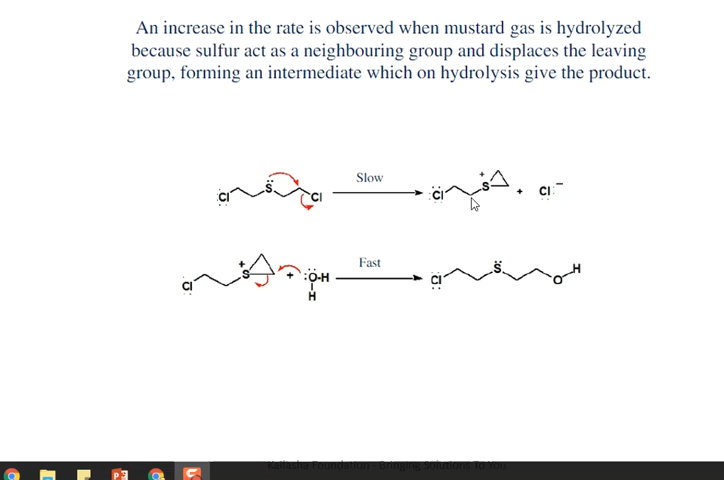 An increase in the rate is observed when mustard gas is hydrolyzed
because sulfur act as a neighbouring group and displaces the leaving
group, forming an intermediate which on hydrolysis give the product.
Slow
Cl S Cl Cl S + + Cl –
Fast
Cl S + + O-H H Cl S O H
Kailasha Foundation - Bringing Solutions To You